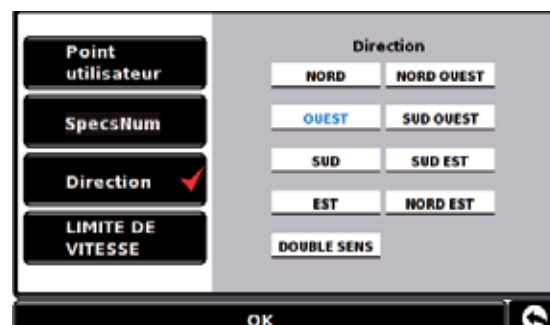 Point
utilisateur
SpecsNum
Direction
LIMITE DE
VITESSE
Direction
NORD NORD OUEST
OUEST SUD OUEST
SUD SUD EST
EST NORD EST
DOUBLE SENS
OK